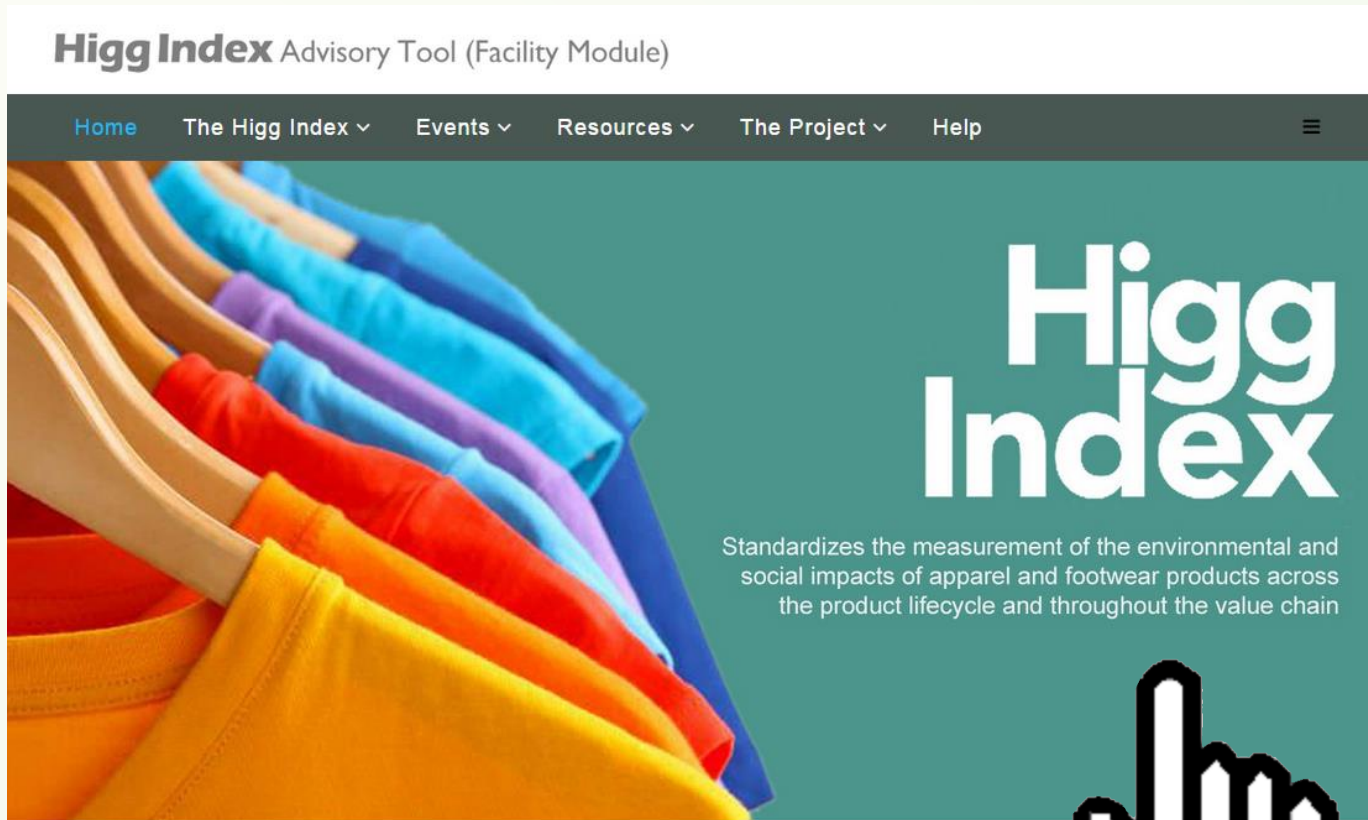 Higg Index Advisory Tool (Facility Module)
Home The Higg Index Events Resources The Project Help
Higg
Index
Standardizes the measurement of the environmental and
social impacts of apparel and footwear products across
the product lifecycle and throughout the value chain